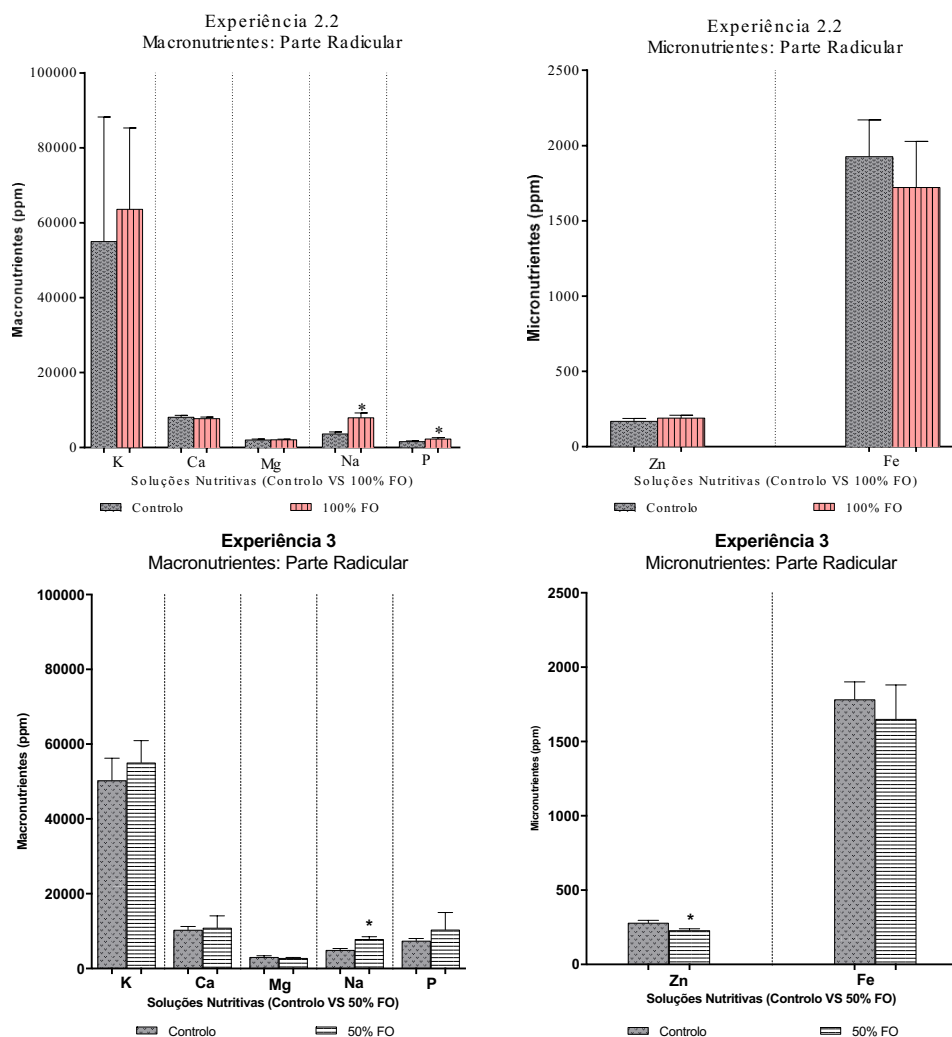 Experiência 2.2
Macronutrientes: Parte Radicular
Macronutrientes (ppm)
100000
80000
60000
40000
20000
0
*
*
K Ca Mg Na P
Soluções Nutritivas (Controlo VS 100% FO)
Controlo 100% FO
Experiência 2.2
Micronutrientes: Parte Radicular
Micronutrientes (ppm)
2500
2000
1500
1000
500
0
Zn Fe
Soluções Nutritivas (Controlo VS 100% FO)
Controlo 100% FO
Experiência 3
Macronutrientes: Parte Radicular
Macronutrientes (ppm)
100000
80000
60000
40000
20000
0
*
K Ca Mg Na P
Soluções Nutritivas (Controlo VS 50% FO)
Controlo 50% FO
Experiência 3
Micronutrientes: Parte Radicular
Micronutrientes (ppm)
2500
2000
1500
1000
500
0
*
Zn Fe
Soluções Nutritivas (Controlo VS 50% FO)
Controlo 50% FO